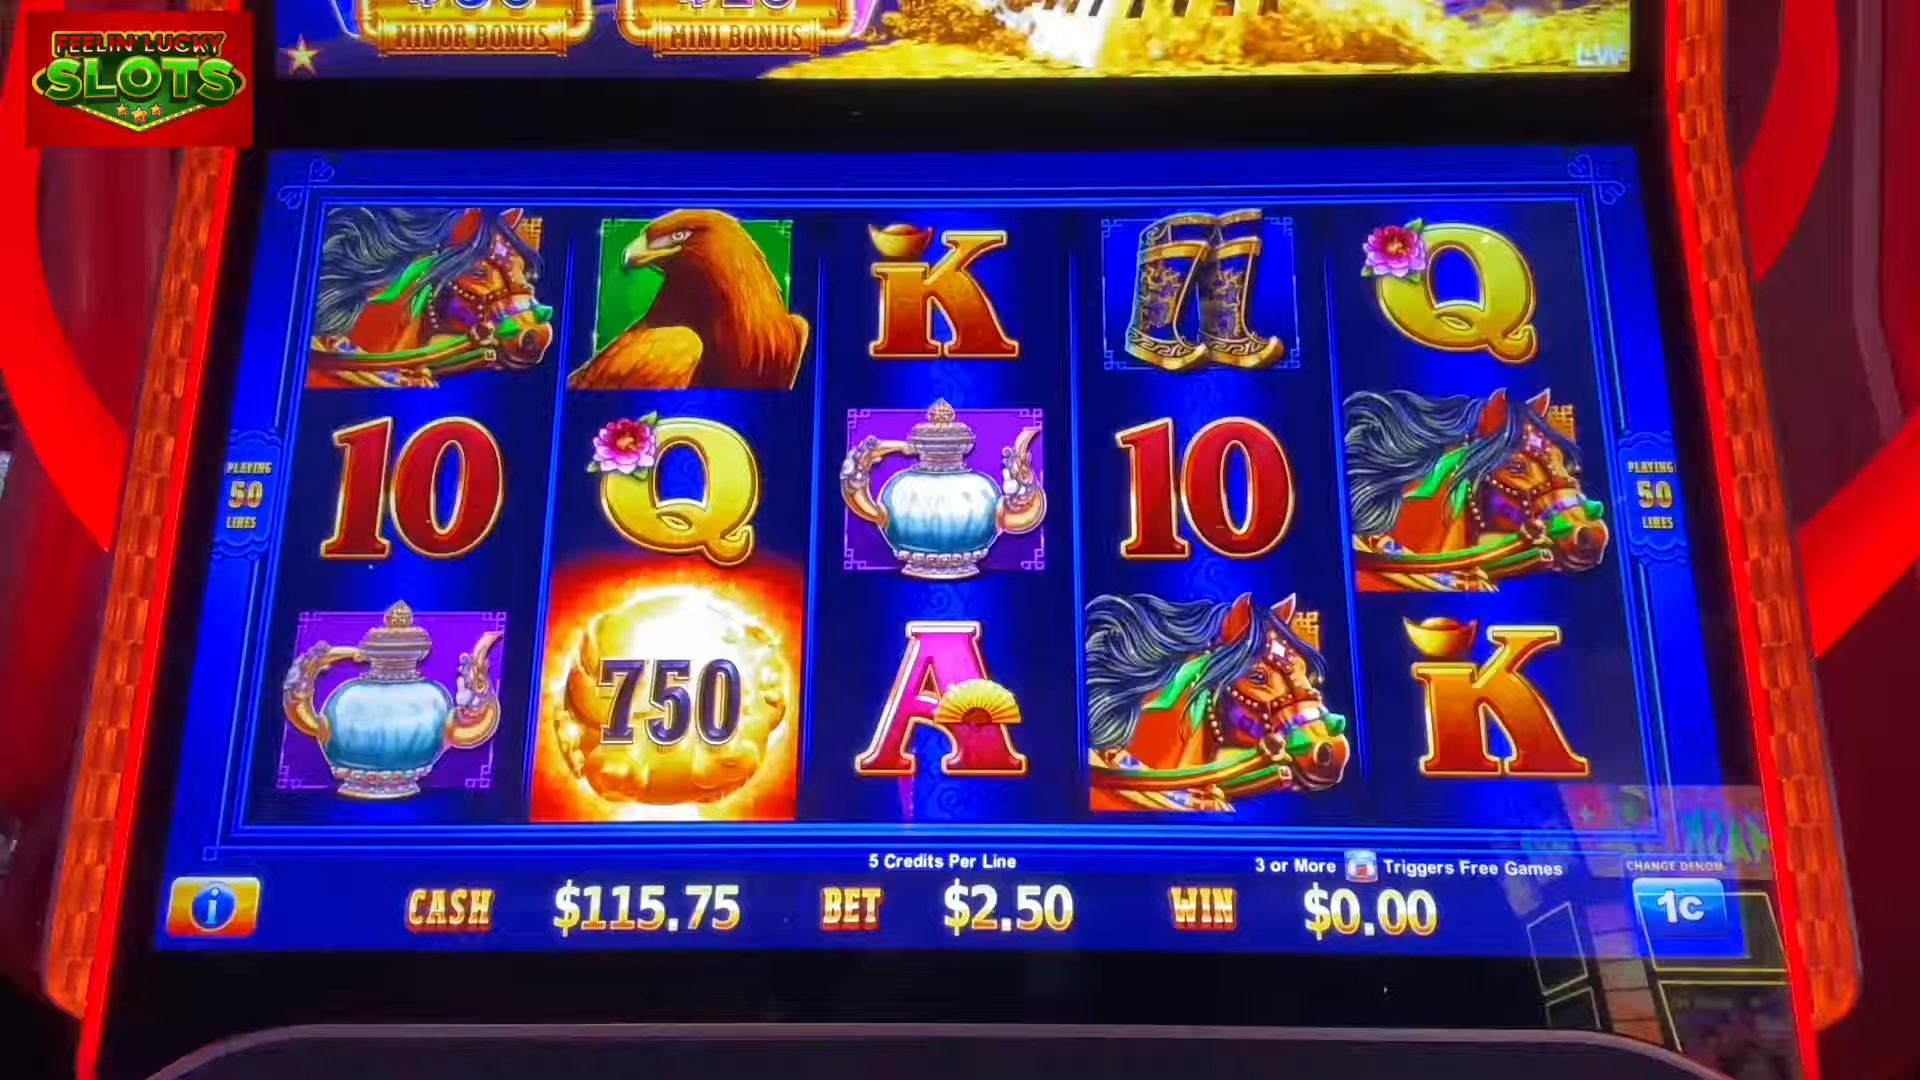 FEELIN' LUCKY
SLOTS
MINOR BONUS
MINI BONUS
K
Q
PLAYING
50
LINES
10
Q
10
PLAYING
50
LINES
750
A
K
5 Credits Per Line
3 or More Triggers Free Games
CHANGE DENOM
i
CASH $115.75
BET $2.50
WIN $0.00
1¢